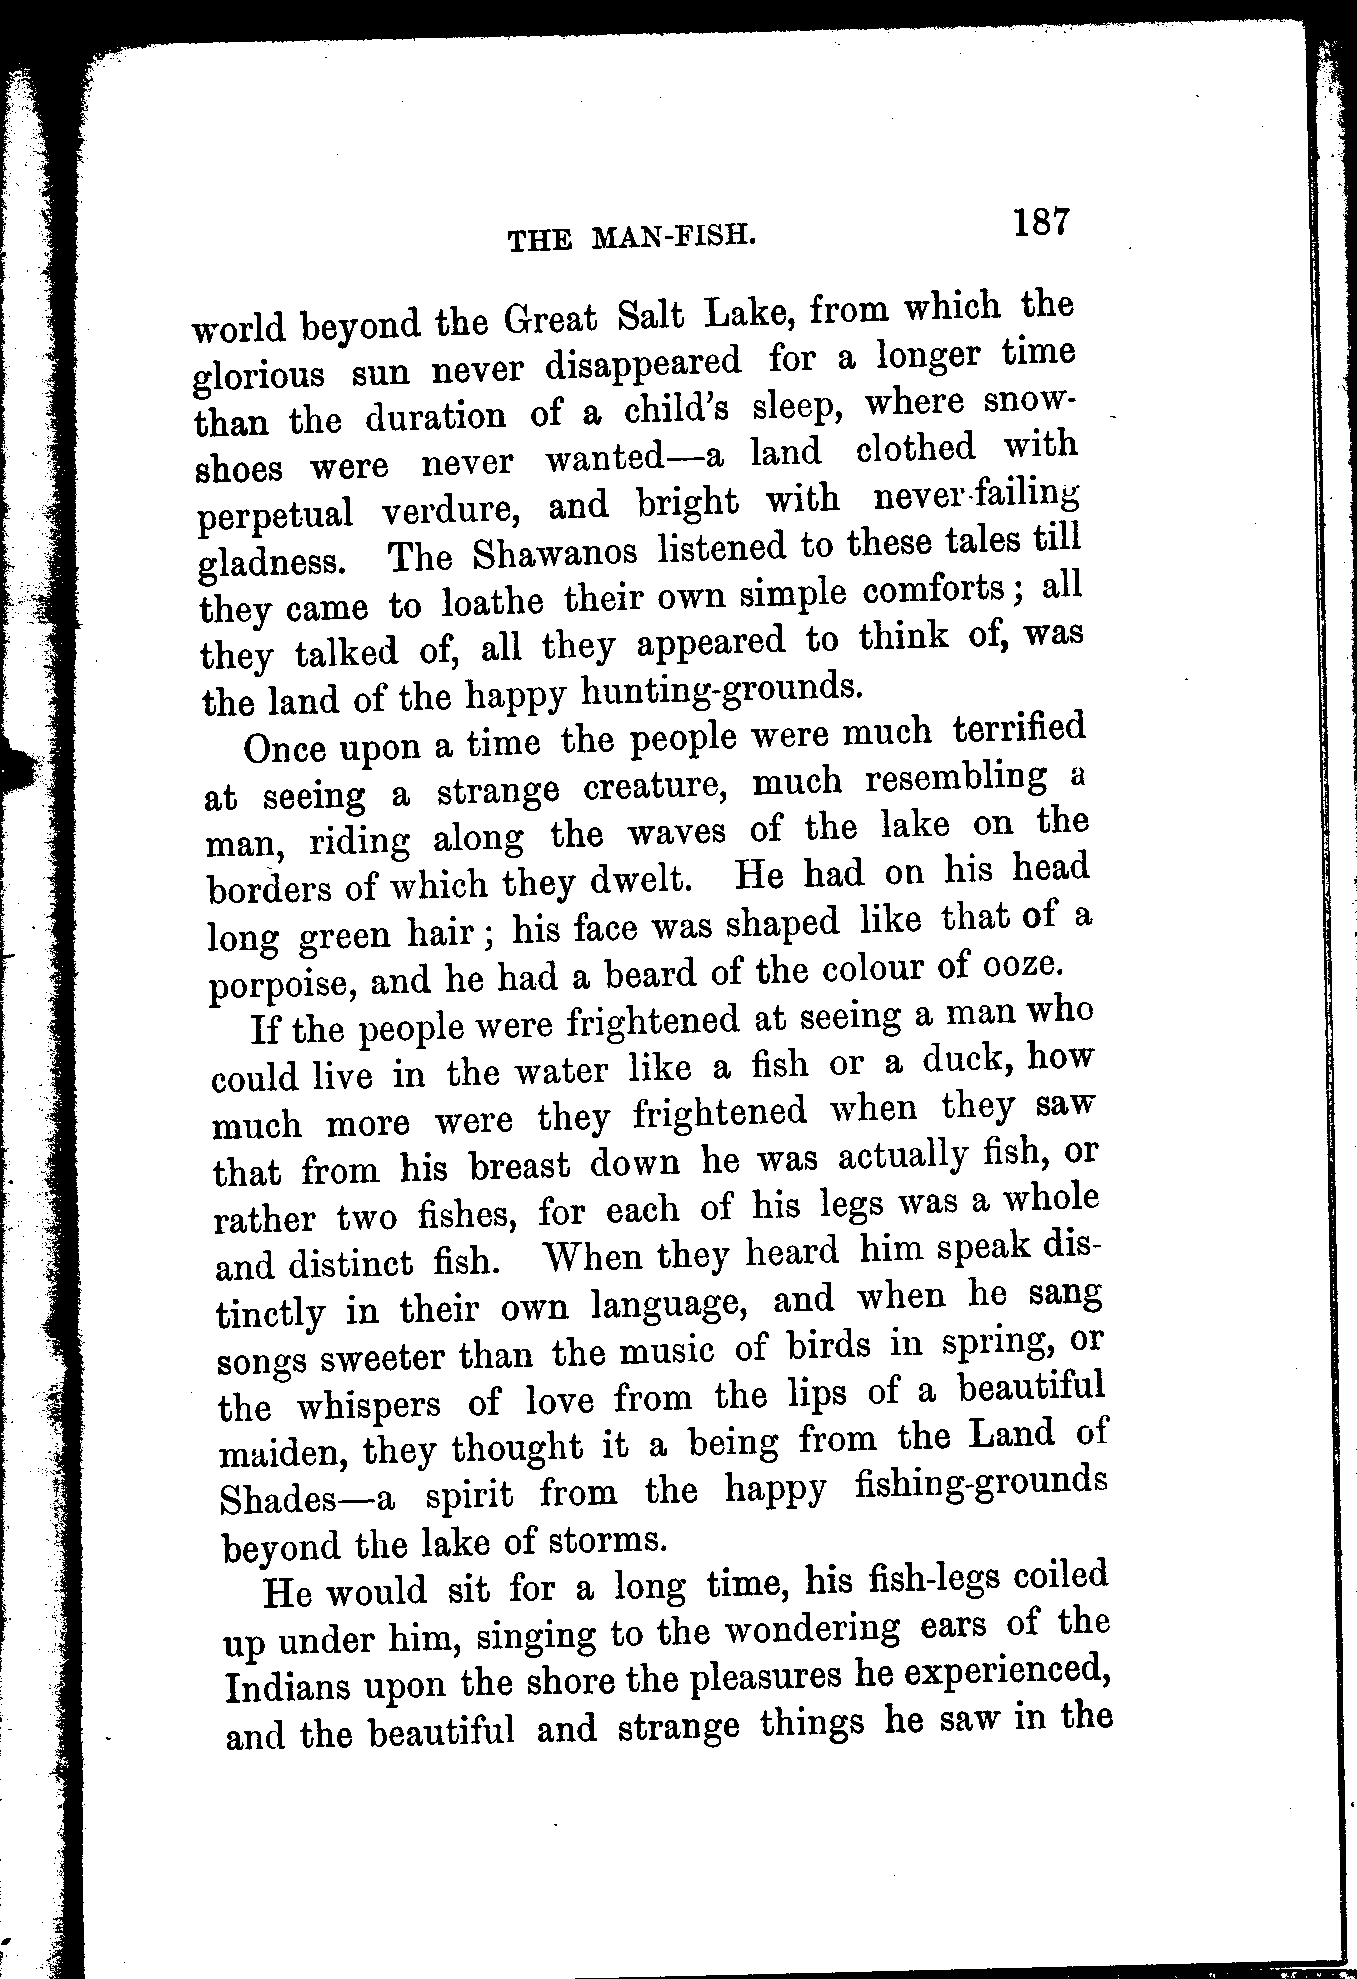 THE MAN-FISH. 187
world beyond the Great Salt Lake, from which the
glorious sun never disappeared for a longer time
than the duration of a child's sleep, where snow-
shoes were never wanted—a land clothed with
perpetual verdure, and bright with never-failing
gladness. The Shawanos listened to these tales till
they came to loathe their own simple comforts; all
they talked of, all they appeared to think of, was
the land of the happy hunting-grounds.
Once upon a time the people were much terrified
at seeing a strange creature, much resembling a
man, riding along the waves of the lake on the
borders of which they dwelt. He had on his head
long green hair; his face was shaped like that of a
porpoise, and he had a beard of the colour of ooze.
If the people were frightened at seeing a man who
could live in the water like a fish or a duck, how
much more were they frightened when they saw
that from his breast down he was actually fish, or
rather two fishes, for each of his legs was a whole
and distinct fish. When they heard him speak dis-
tinctly in their own language, and when he sang
songs sweeter than the music of birds in spring, or
the whispers of love from the lips of a beautiful
maiden, they thought it a being from the Land of
Shades—a spirit from the happy fishing-grounds
beyond the lake of storms.
He would sit for a long time, his fish-legs coiled
up under him, singing to the wondering ears of the
Indians upon the shore the pleasures he experienced,
and the beautiful and strange things he saw in the